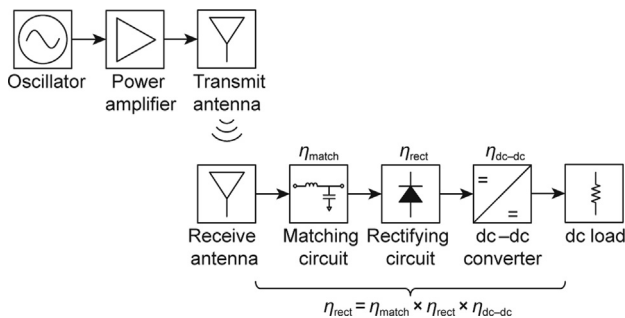 Oscillator
Power
amplifier
Transmit
antenna
η_match
η_rect
η_dc–dc
=
=
Receive
antenna
Matching
circuit
Rectifying
circuit
dc–dc
converter
dc load
η_rect = η_match × η_rect × η_dc–dc